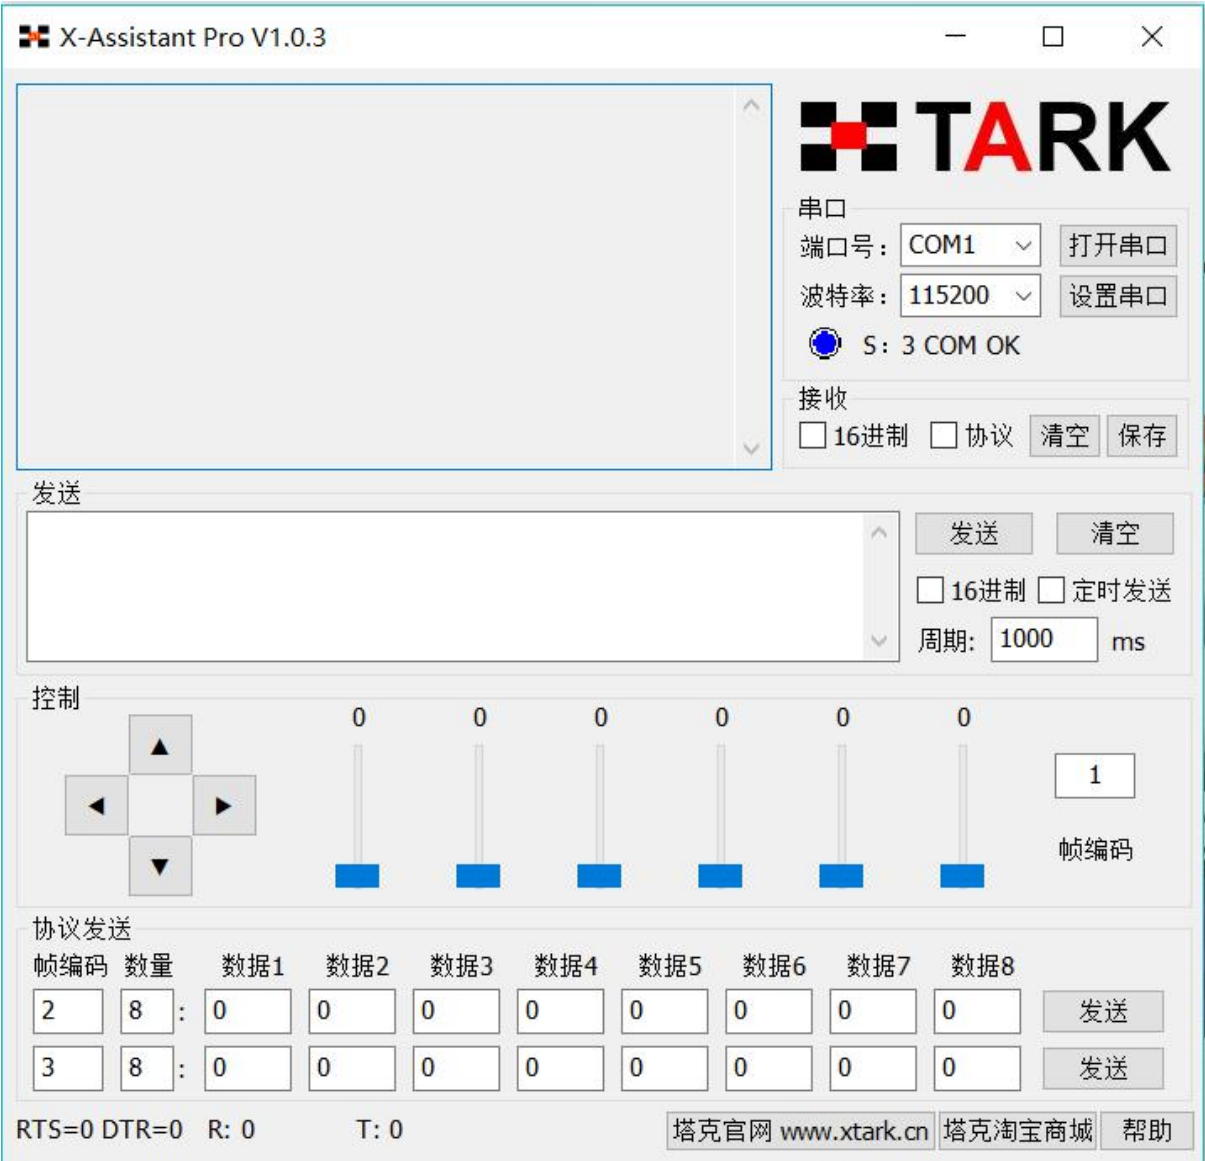 X-Assistant Pro V1.0.3
XTARK
串口
端口号： COM1 打开串口
波特率： 115200 设置串口
S：3 COM OK
接收
16进制 协议 清空 保存
发送
发送 清空
16进制 定时发送
周期: 1000 ms
控制
0 0 0 0 0 0
1
帧编码
协议发送
帧编码 数量 数据1 数据2 数据3 数据4 数据5 数据6 数据7 数据8
2 8 : 0 0 0 0 0 0 0 0 发送
3 8 : 0 0 0 0 0 0 0 0 发送
RTS=0 DTR=0 R: 0 T: 0 塔克官网 www.xtark.cn 塔克淘宝商城 帮助